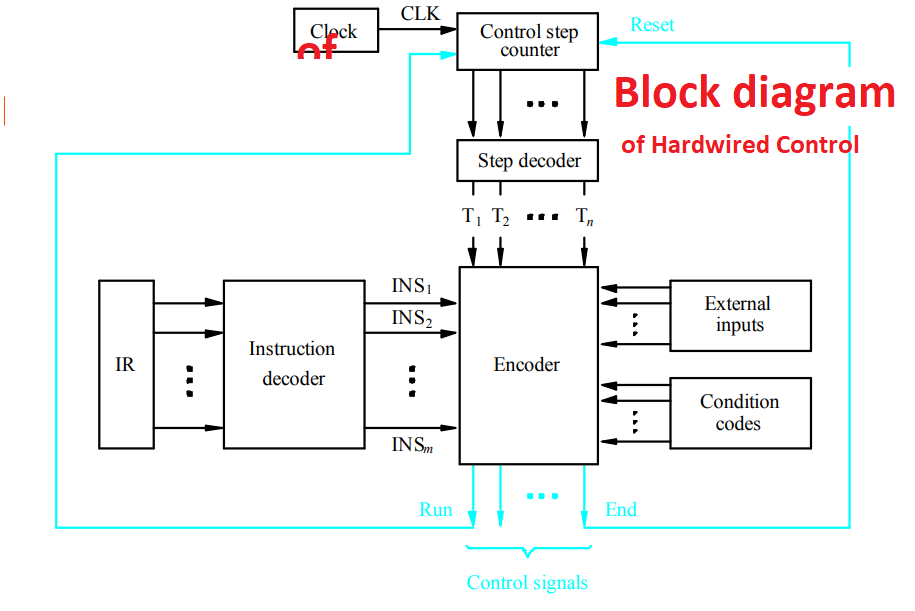 Clock
of
CLK
Control step
counter
Reset
Block diagram
of Hardwired Control
Step decoder
T1 T2 Tn
IR
Instruction
decoder
INS1
INS2
INSm
Encoder
External
inputs
Condition
codes
Run
End
Control signals